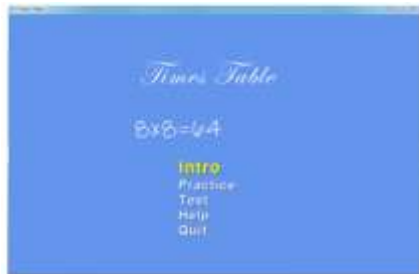 Times Table
8x8=64
Intro
Practice
Test
Help
Quit